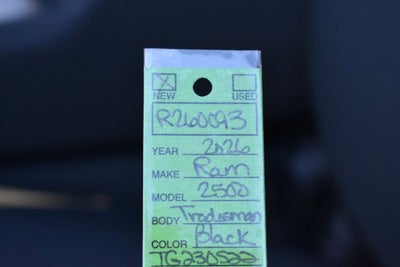 X
NEW USED
R260093
YEAR 2026
MAKE Ram
MODEL 2500
BODY Tradesman
COLOR Black
TG230522